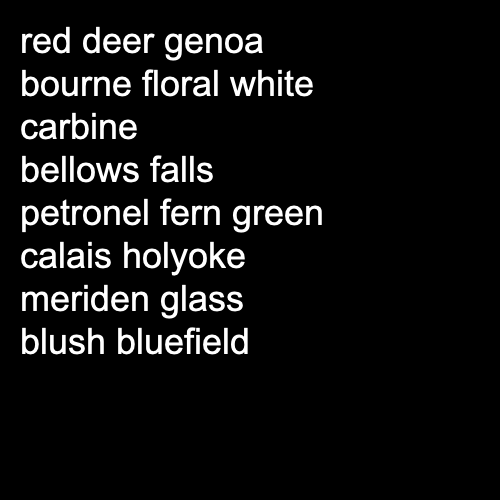 red deer genoa
bourne floral white
carbine
bellows falls
petronel fern green
calais holyoke
meriden glass
blush bluefield